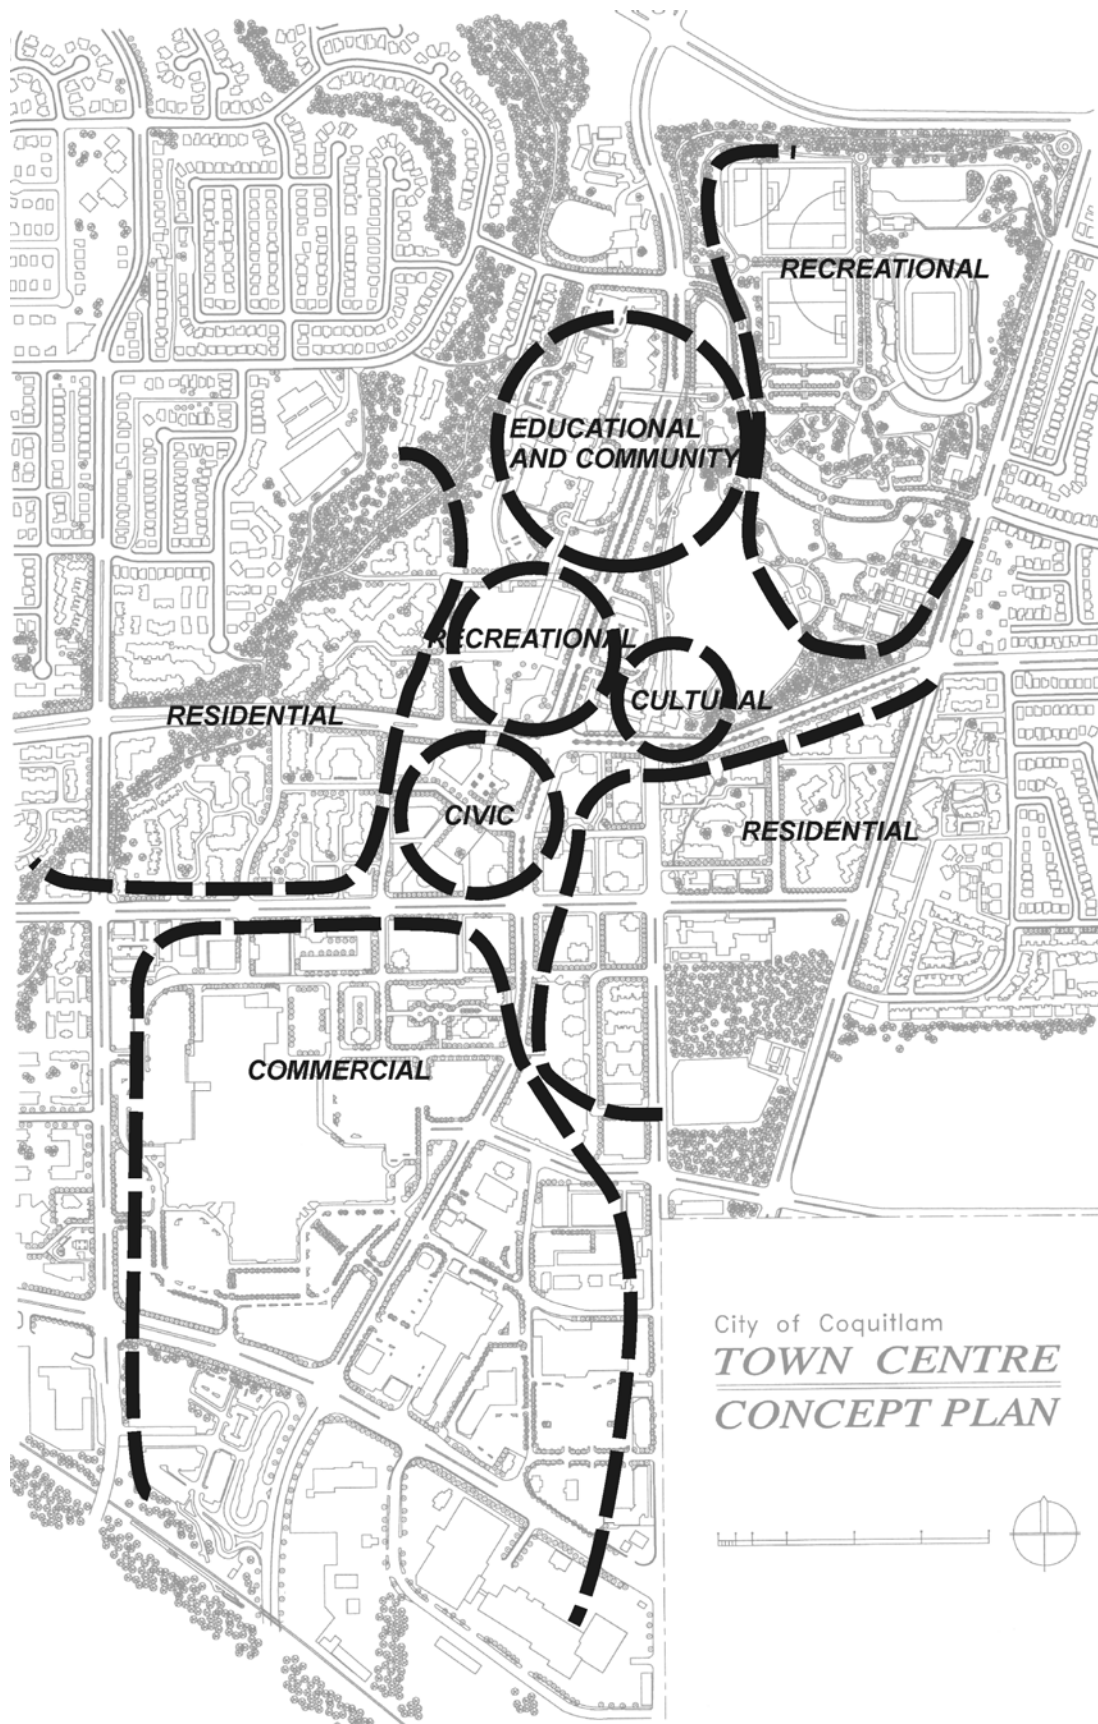 RECREATIONAL
EDUCATIONAL
AND COMMUNITY
RECREATIONAL
CULTURAL
RESIDENTIAL
CIVIC
RESIDENTIAL
COMMERCIAL
City of Coquitlam
TOWN CENTRE
CONCEPT PLAN